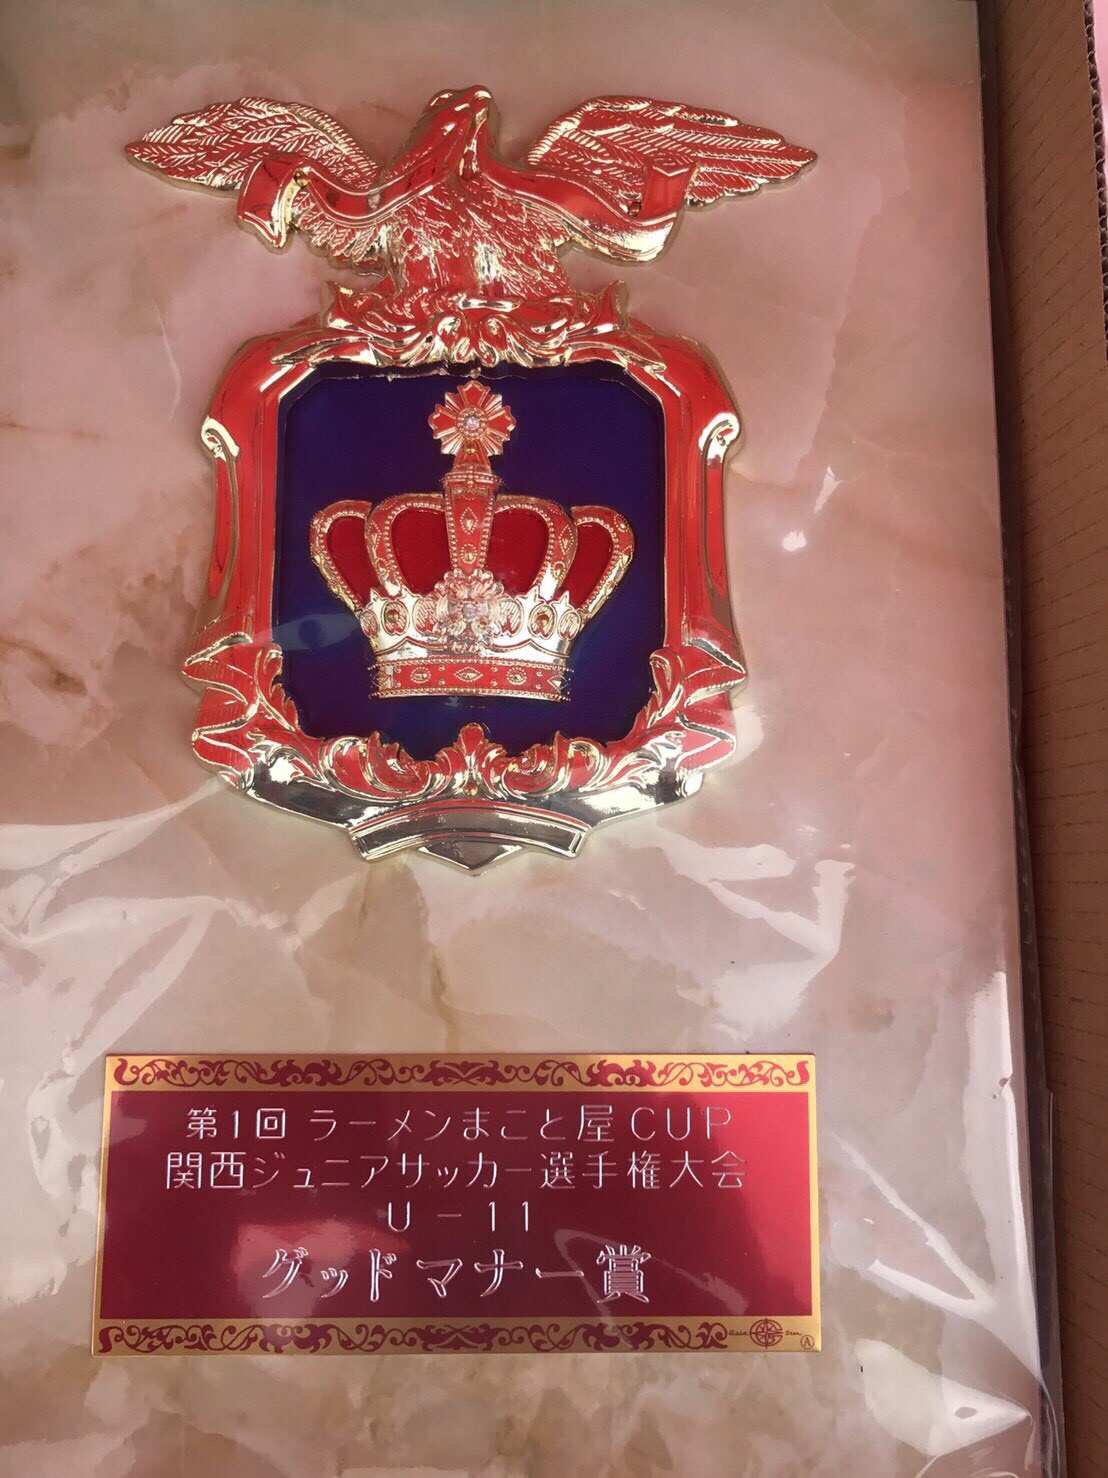 第1回 ラーメンまこと屋CUP
関西ジュニアサッカー選手権大会
U-11
グッドマナー賞